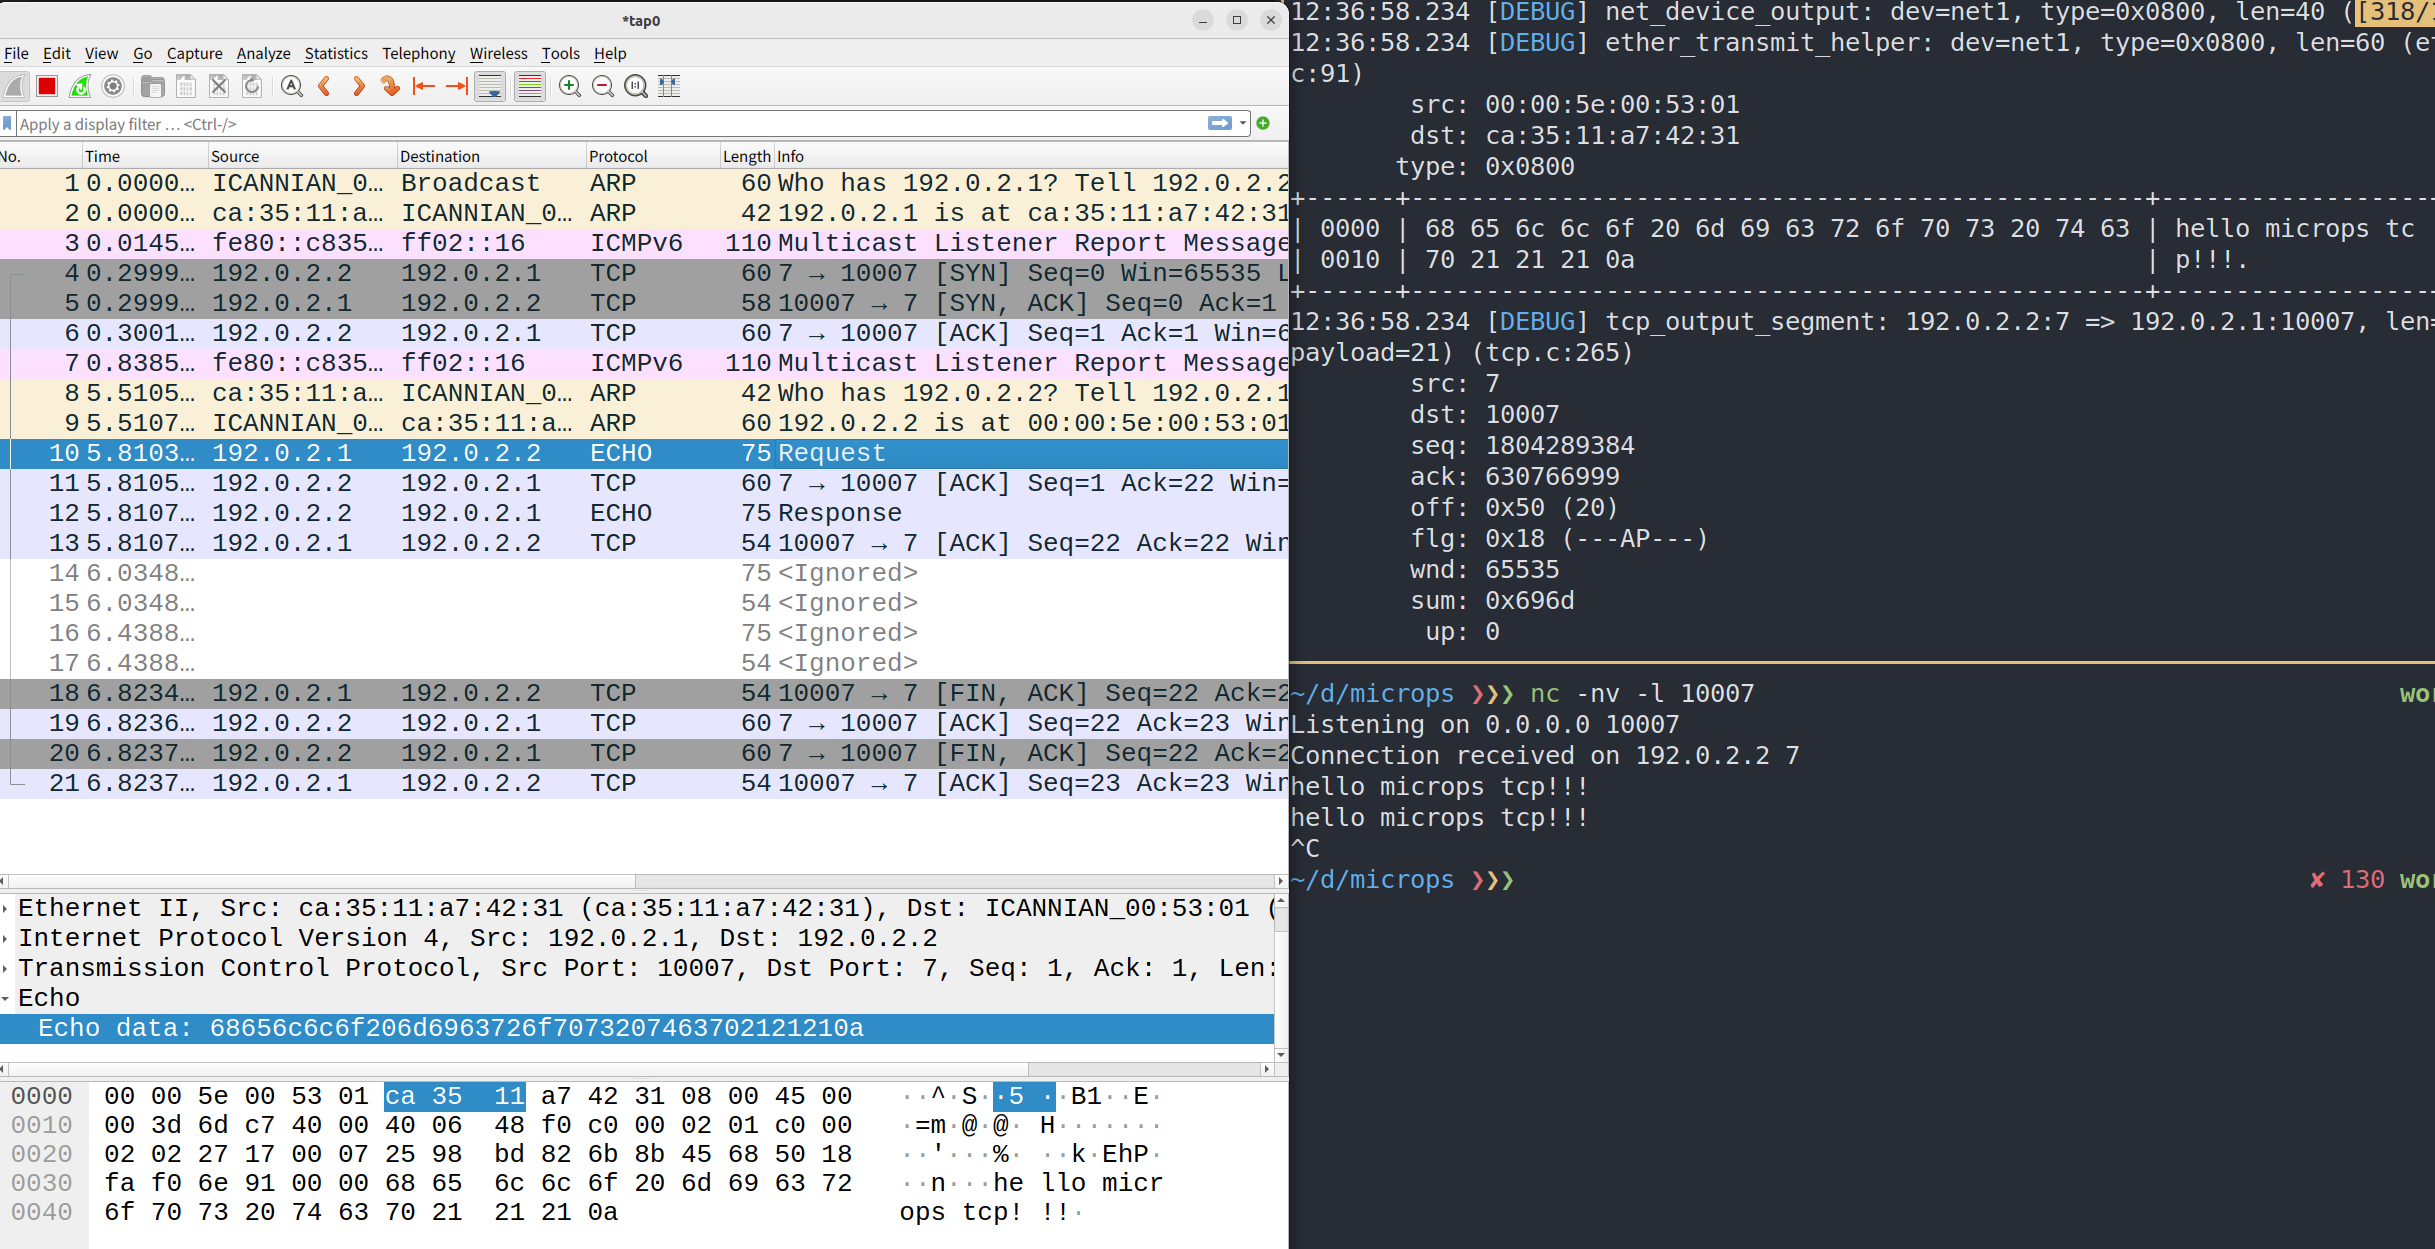 *tap0
File Edit View Go Capture Analyze Statistics Telephony Wireless Tools Help
Apply a display filter … <Ctrl-/>
No. Time Source Destination Protocol Length Info
1 0.0000… ICANNIAN_0… Broadcast ARP 60 Who has 192.0.2.1? Tell 192.0.2.2
2 0.0000… ca:35:11:a… ICANNIAN_0… ARP 42 192.0.2.1 is at ca:35:11:a7:42:31
3 0.0145… fe80::c835… ff02::16 ICMPv6 110 Multicast Listener Report Message
4 0.2999… 192.0.2.2 192.0.2.1 TCP 60 7 → 10007 [SYN] Seq=0 Win=65535 L
5 0.2999… 192.0.2.1 192.0.2.2 TCP 58 10007 → 7 [SYN, ACK] Seq=0 Ack=1
6 0.3001… 192.0.2.2 192.0.2.1 TCP 60 7 → 10007 [ACK] Seq=1 Ack=1 Win=6
7 0.8385… fe80::c835… ff02::16 ICMPv6 110 Multicast Listener Report Message
8 5.5105… ca:35:11:a… ICANNIAN_0… ARP 42 Who has 192.0.2.2? Tell 192.0.2.1
9 5.5107… ICANNIAN_0… ca:35:11:a… ARP 60 192.0.2.2 is at 00:00:5e:00:53:01
10 5.8103… 192.0.2.1 192.0.2.2 ECHO 75 Request
11 5.8105… 192.0.2.2 192.0.2.1 TCP 60 7 → 10007 [ACK] Seq=1 Ack=22 Win=
12 5.8107… 192.0.2.2 192.0.2.1 ECHO 75 Response
13 5.8107… 192.0.2.1 192.0.2.2 TCP 54 10007 → 7 [ACK] Seq=22 Ack=22 Win
14 6.0348… 75 <Ignored>
15 6.0348… 54 <Ignored>
16 6.4388… 75 <Ignored>
17 6.4388… 54 <Ignored>
18 6.8234… 192.0.2.1 192.0.2.2 TCP 54 10007 → 7 [FIN, ACK] Seq=22 Ack=2
19 6.8236… 192.0.2.2 192.0.2.1 TCP 60 7 → 10007 [ACK] Seq=22 Ack=23 Win
20 6.8237… 192.0.2.2 192.0.2.1 TCP 60 7 → 10007 [FIN, ACK] Seq=22 Ack=2
21 6.8237… 192.0.2.1 192.0.2.2 TCP 54 10007 → 7 [ACK] Seq=23 Ack=23 Win
Ethernet II, Src: ca:35:11:a7:42:31 (ca:35:11:a7:42:31), Dst: ICANNIAN_00:53:01 (
Internet Protocol Version 4, Src: 192.0.2.1, Dst: 192.0.2.2
Transmission Control Protocol, Src Port: 10007, Dst Port: 7, Seq: 1, Ack: 1, Len:
Echo
Echo data: 68656c6c6f206d6963726f7073207463702121210a
0000 00 00 5e 00 53 01 ca 35 11 a7 42 31 08 00 45 00 ··^·S··5 ··B1··E·
0010 00 3d 6d c7 40 00 40 06 48 f0 c0 00 02 01 c0 00 ·=m·@·@· H·······
0020 02 02 27 17 00 07 25 98 bd 82 6b 8b 45 68 50 18 ··'···%· ··k·EhP·
0030 fa f0 6e 91 00 00 68 65 6c 6c 6f 20 6d 69 63 72 ··n···he llo micr
0040 6f 70 73 20 74 63 70 21 21 21 0a ops tcp! !!·
12:36:58.234 [DEBUG] net_device_output: dev=net1, type=0x0800, len=40 ([318/
12:36:58.234 [DEBUG] ether_transmit_helper: dev=net1, type=0x0800, len=60 (e
c:91)
src: 00:00:5e:00:53:01
dst: ca:35:11:a7:42:31
type: 0x0800
+------+-------------------------------------------------+------------------
| 0000 | 68 65 6c 6c 6f 20 6d 69 63 72 6f 70 73 20 74 63 | hello microps tc
| 0010 | 70 21 21 21 0a | p!!!.
+------+-------------------------------------------------+------------------
12:36:58.234 [DEBUG] tcp_output_segment: 192.0.2.2:7 => 192.0.2.1:10007, len=
payload=21) (tcp.c:265)
src: 7
dst: 10007
seq: 1804289384
ack: 630766999
off: 0x50 (20)
flg: 0x18 (---AP---)
wnd: 65535
sum: 0x696d
up: 0
~/d/microps ❯❯❯ nc -nv -l 10007 wo
Listening on 0.0.0.0 10007
Connection received on 192.0.2.2 7
hello microps tcp!!!
hello microps tcp!!!
^C
~/d/microps ❯❯❯ ✘ 130 wo